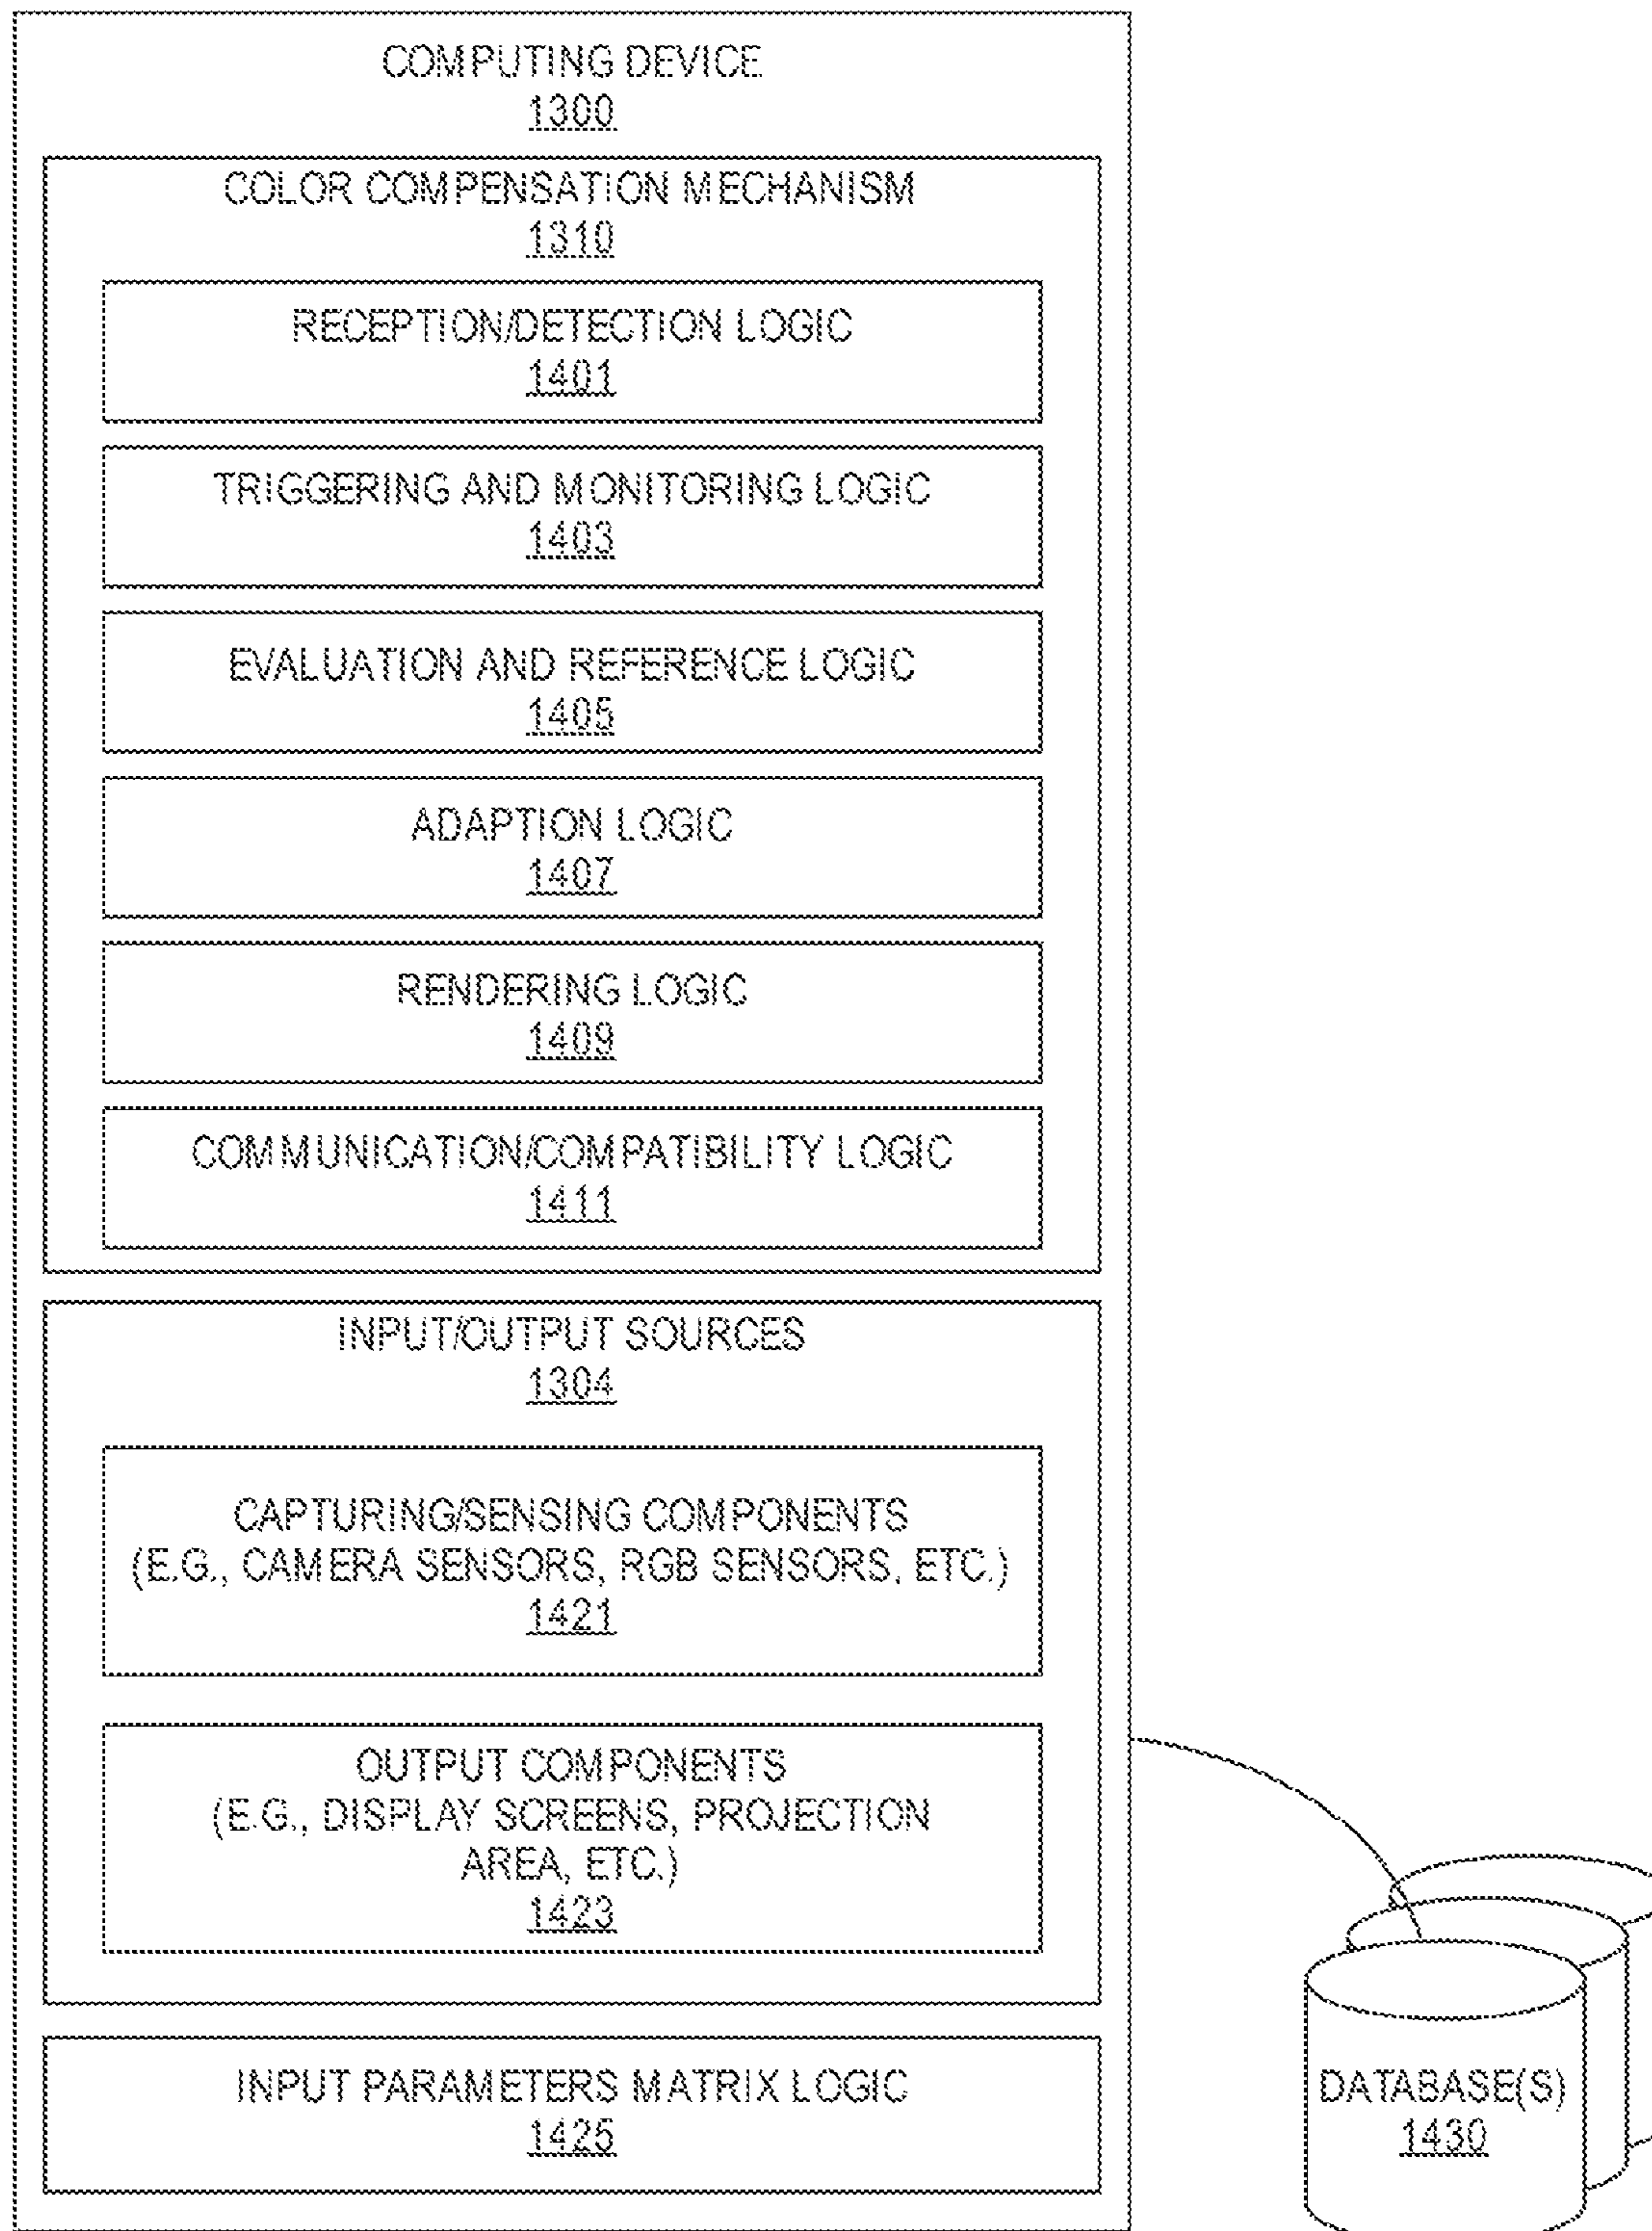 COMPUTING DEVICE
1300
COLOR COMPENSATION MECHANISM
1310
RECEPTION/DETECTION LOGIC
1401
TRIGGERING AND MONITORING LOGIC
1403
EVALUATION AND REFERENCE LOGIC
1405
ADAPTION LOGIC
1407
RENDERING LOGIC
1409
COMMUNICATION/COMPATIBILITY LOGIC
1411
INPUT/OUTPUT SOURCES
1304
CAPTURING/SENSING COMPONENTS
(E.G., CAMERA SENSORS, RGB SENSORS, ETC.)
1421
OUTPUT COMPONENTS
(E.G., DISPLAY SCREENS, PROJECTION
AREA, ETC.)
1423
INPUT PARAMETERS MATRIX LOGIC
1425
DATABASE(S)
1430